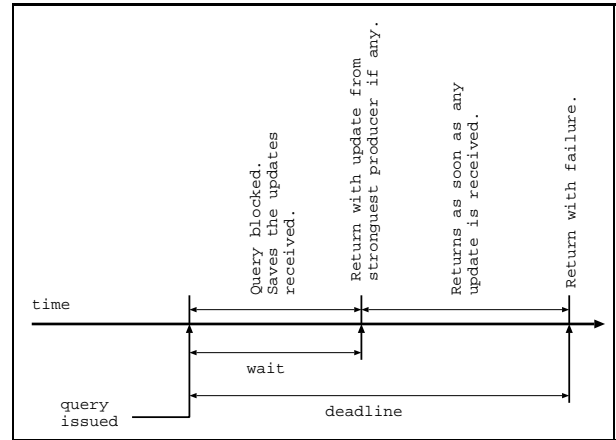 Query blocked.
Saves the updates
received.
Return with update from
stronguest producer if any.
Returns as soon as any
update is received.
Return with failure.
time
wait
query
issued
deadline